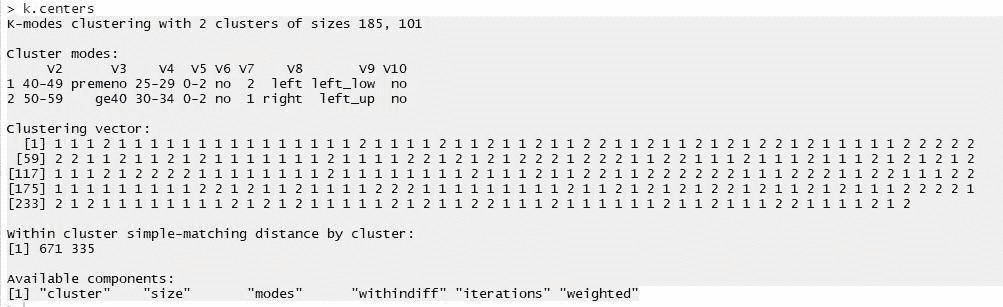 > k.centers
K-modes clustering with 2 clusters of sizes 185, 101
Cluster modes:
V2 V3 V4 V5 V6 V7 V8 V9 V10
1 40-49 premeno 25-29 0-2 no 2 left left_low no
2 50-59 ge40 30-34 0-2 no 1 right left_up no
Clustering vector:
[1] 1 1 1 2 1 1 1 1 1 1 1 1 1 1 1 1 1 1 1 2 1 1 1 1 2 1 1 2 1 1 2 1 1 2 2 1 1 2 1 1 2 1 2 1 2 2 1 2 1 1 1 1 1 2 2 2 2 2
[59] 2 2 1 1 2 1 1 2 1 2 1 1 1 1 1 1 1 2 1 1 1 1 2 2 1 2 1 1 2 1 1 1 2 2 1 2 1 1 2 1 1 1 2 1 1 2 2 1 1 2 1 1 1 2 1 2 1 2
[117] 1 1 1 2 1 2 2 2 2 1 1 1 1 1 1 1 1 1 2 1 1 1 2 1 1 2 1 1 2 1 1 2 2 1 1 2 2 2 2 2 2 1 1 1 2 1 1 2 2 1 2 2 1 1 1 1 2 2
[175] 1 1 1 1 1 1 1 1 1 2 2 1 2 1 1 2 1 1 1 1 2 2 2 1 1 1 1 1 1 1 1 1 2 1 1 2 1 2 1 1 2 1 2 1 1 1 2 1 1 2 1 1 2 2 2 2 2 1
[233] 2 1 2 1 1 1 1 1 1 1 1 2 1 2 1 2 1 1 1 1 1 2 1 1 2 1 1 2 2 1 1 1 2 1 1 1 1 1 2 1 1 2 1 1 1 2 2 1 1 1 1 2 1 2
Within cluster simple-matching distance by cluster:
[1] 671 335
Available components:
[1] "cluster" "size" "modes" "withindiff" "iterations" "weighted"